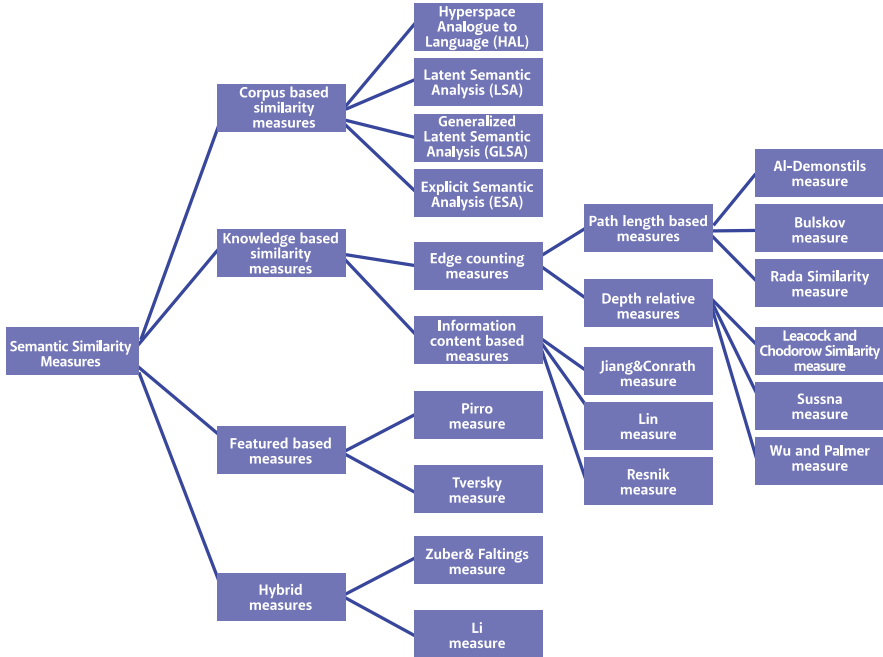 Semantic Similarity
Measures
Corpus based
similarity
measures
Hyperspace
Analogue to
Language (HAL)
Latent Semantic
Analysis (LSA)
Generalized
Latent Semantic
Analysis (GLSA)
Explicit Semantic
Analysis (ESA)
Knowledge based
similarity
measures
Edge counting
measures
Path length based
measures
Al-Demonstils
measure
Bulskov
measure
Rada Similarity
measure
Depth relative
measures
Leacock and
Chodorow Similarity
measure
Sussna
measure
Wu and Palmer
measure
Information
content based
measures
Jiang&Conrath
measure
Lin
measure
Resnik
measure
Featured based
measures
Pirro
measure
Tversky
measure
Hybrid
measures
Zuber& Faltings
measure
Li
measure